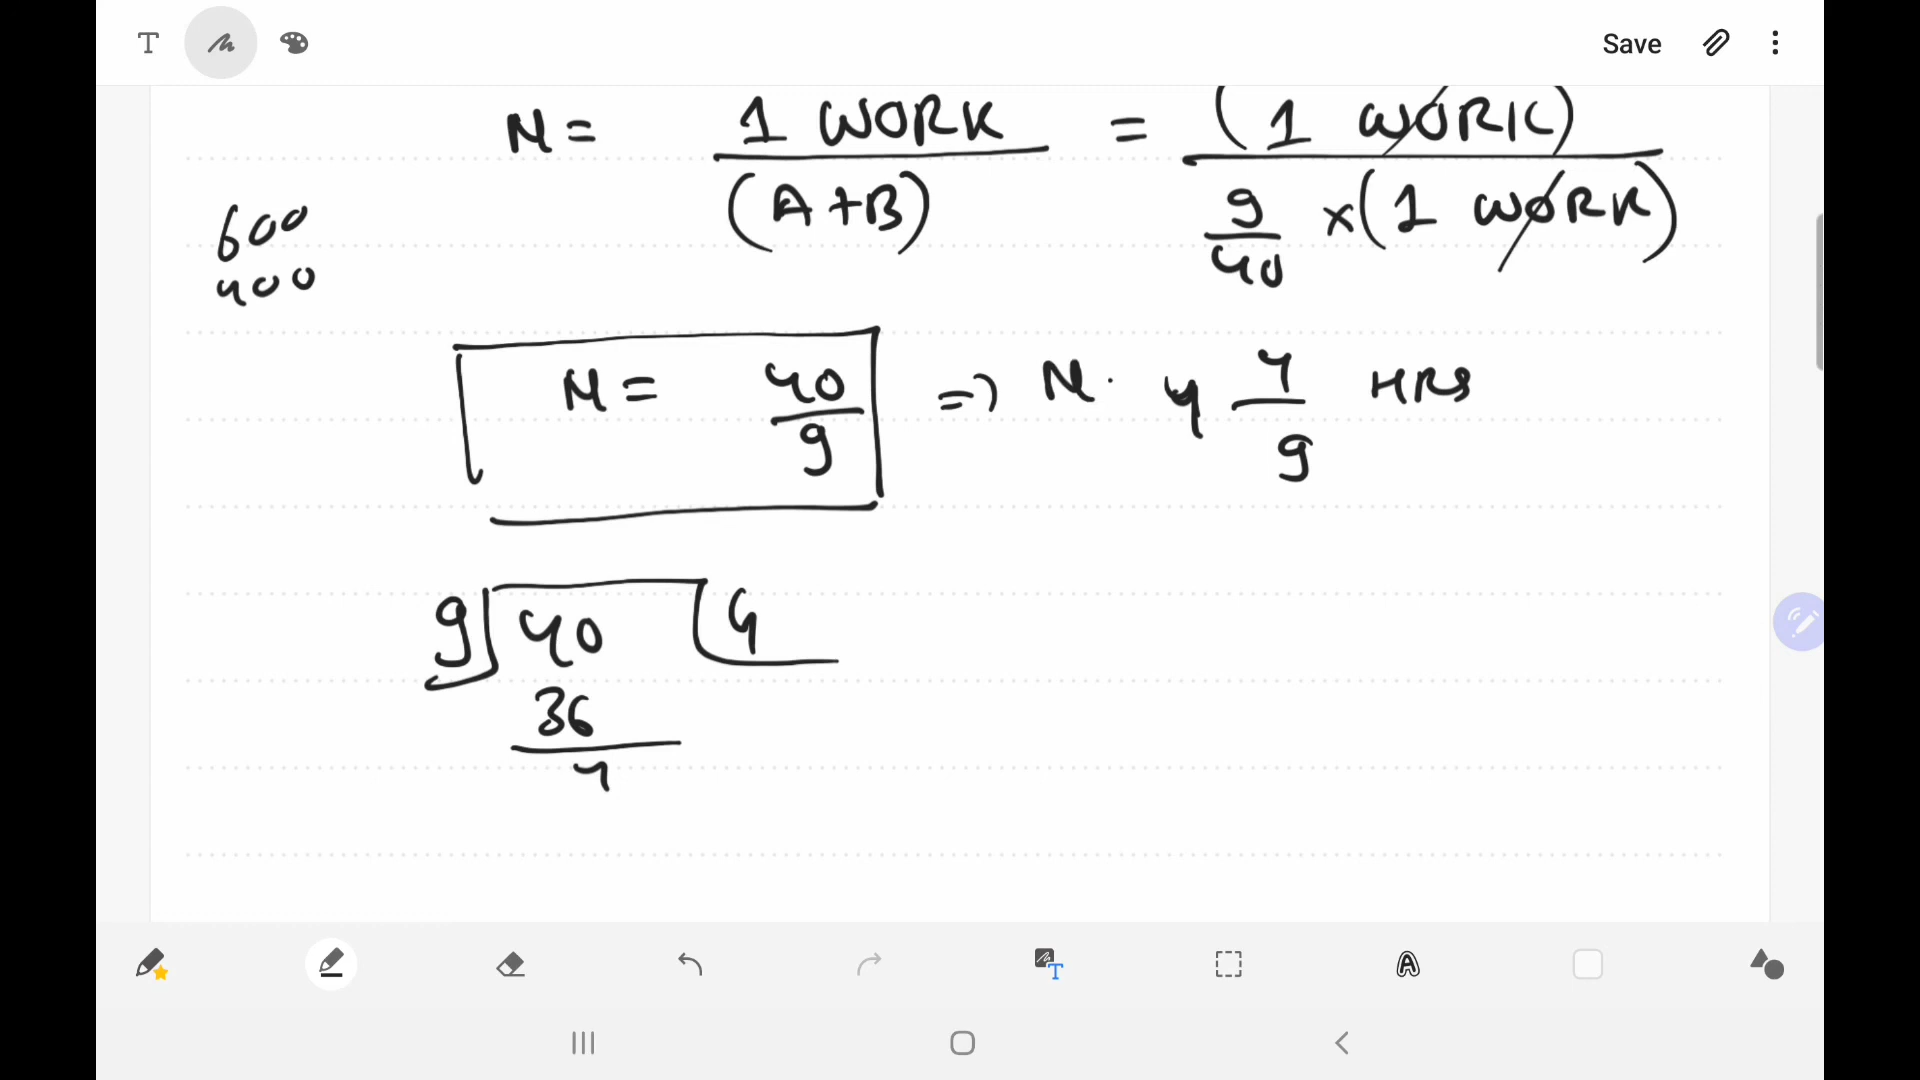 T Save
N = 1 WORK / (A+B) = (1 WORK) / 9/40 x (1 WORK)
600
400
N = 40/9 => N. 4 4/9 HRS
9 40 4
36
4
T
A